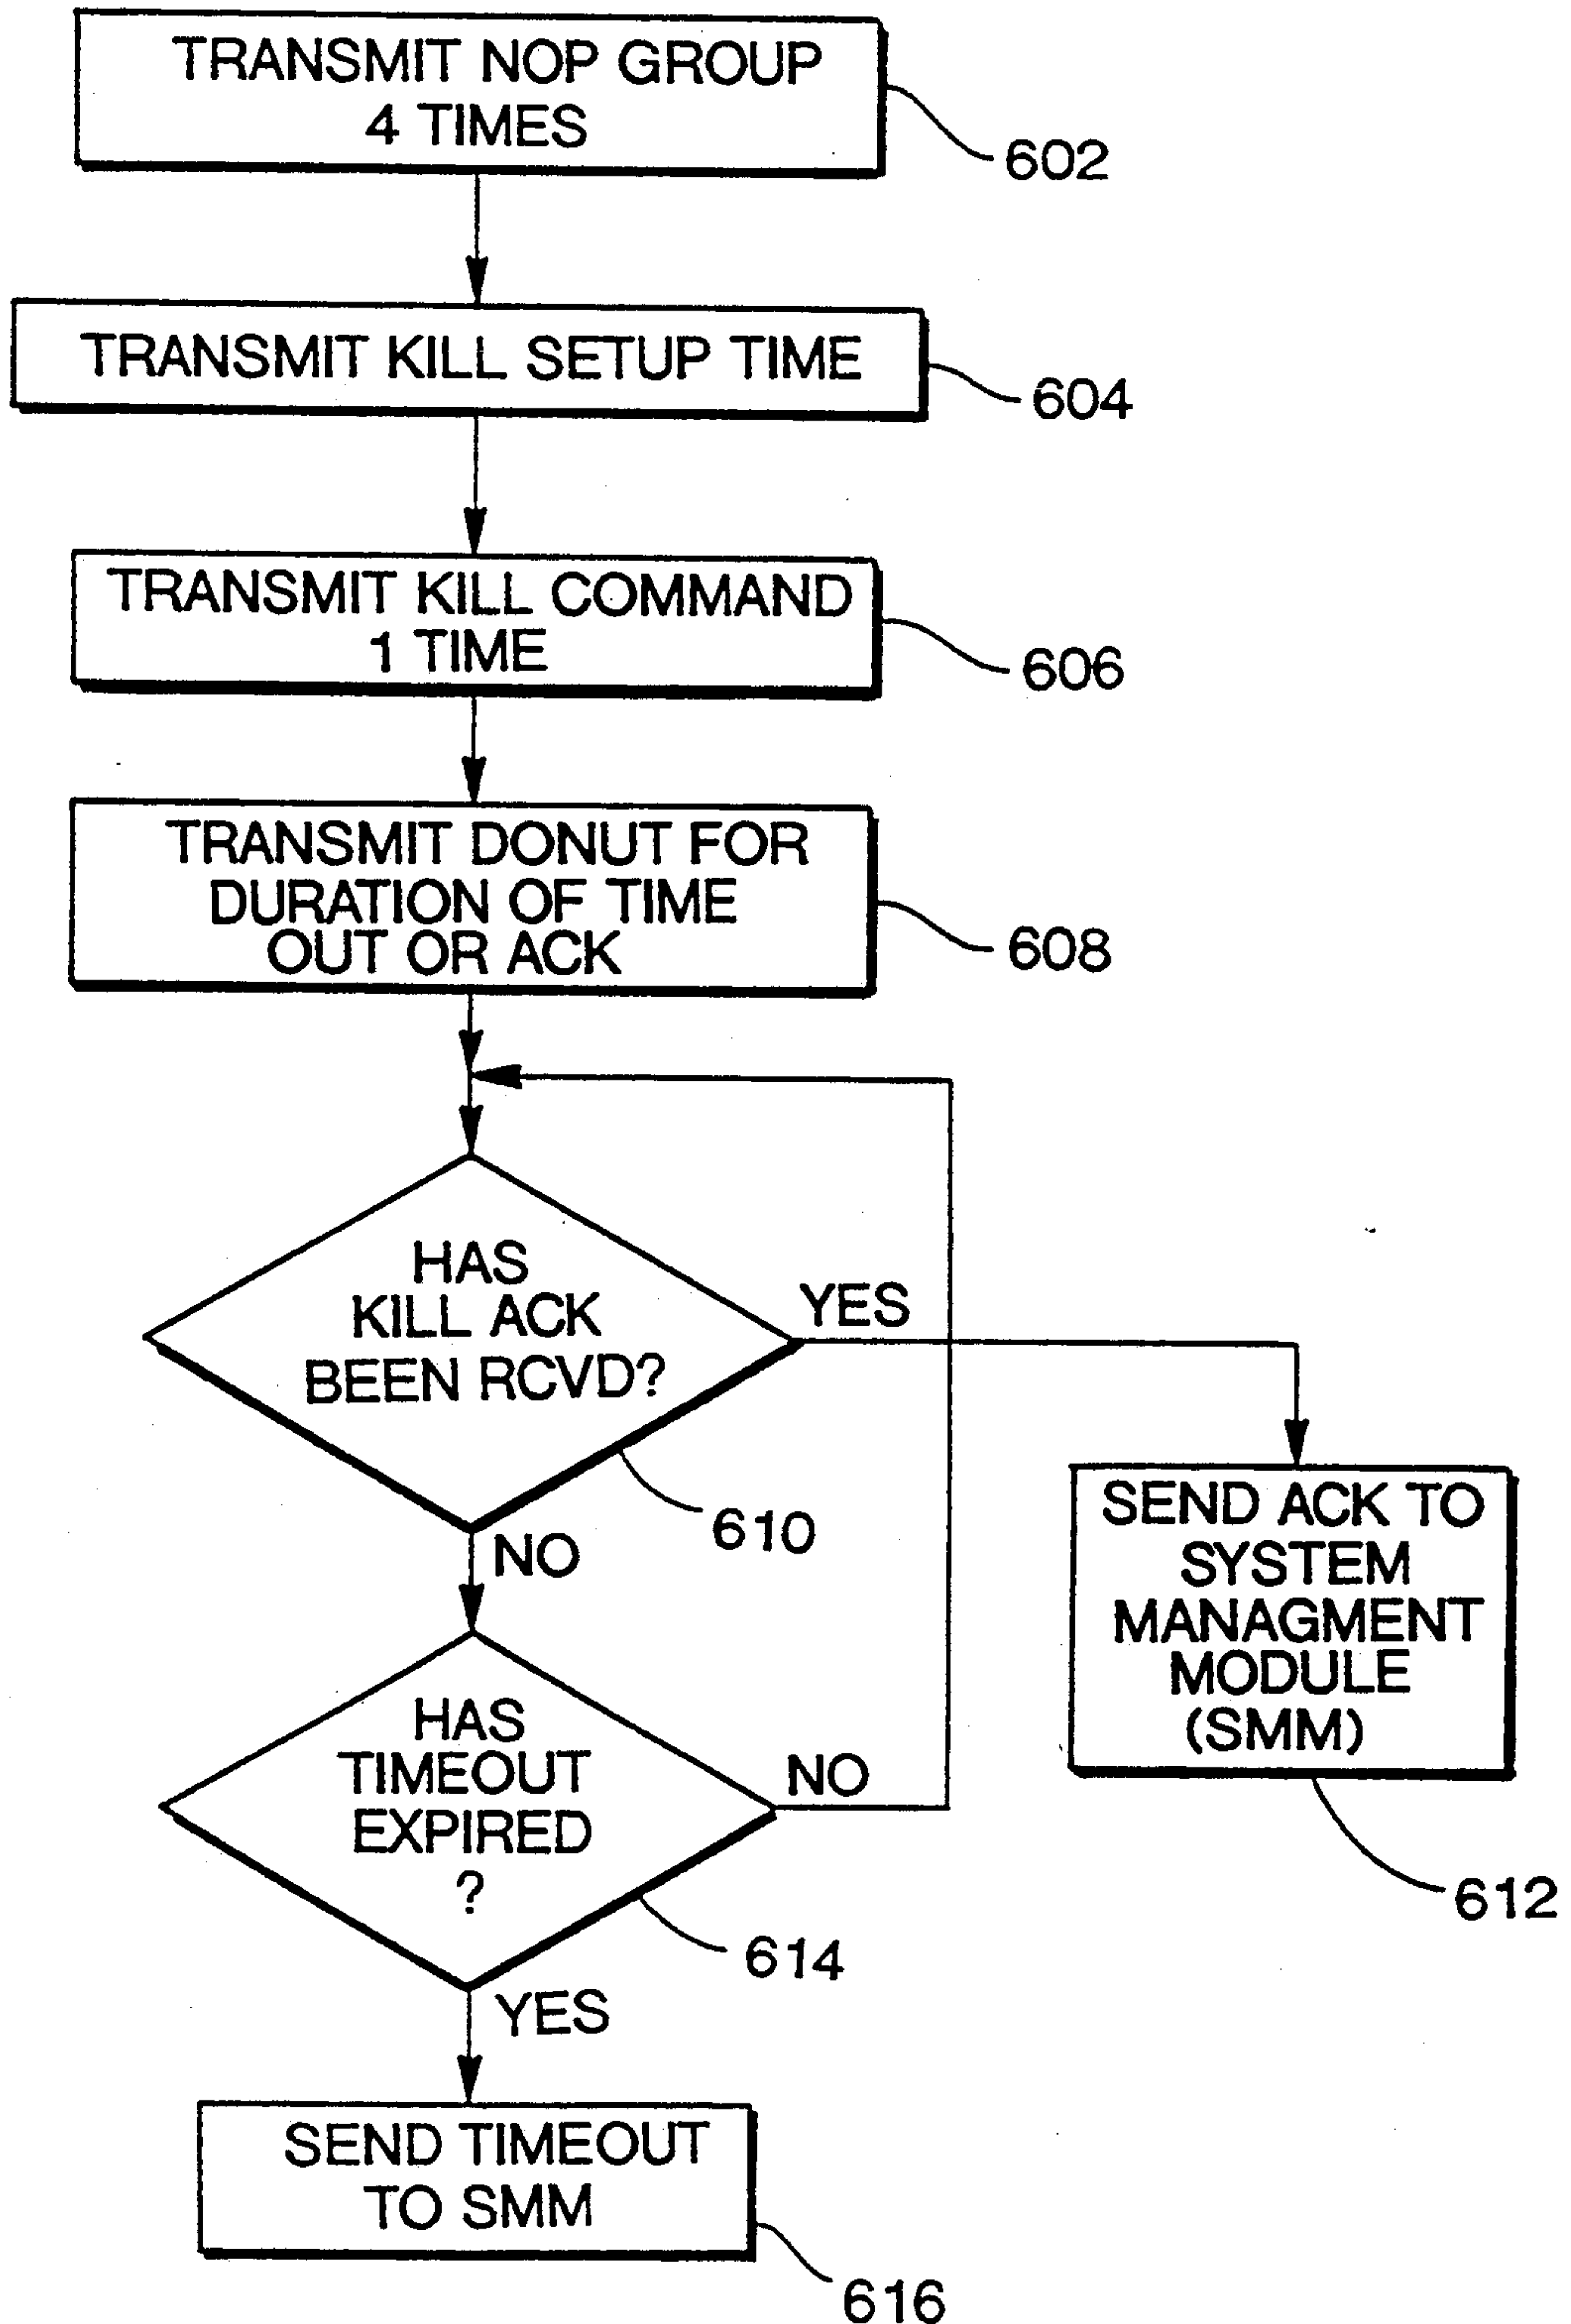 TRANSMIT NOP GROUP
4 TIMES
602
TRANSMIT KILL SETUP TIME
604
TRANSMIT KILL COMMAND
1 TIME
606
TRANSMIT DONUT FOR
DURATION OF TIME
OUT OR ACK
608
HAS
KILL ACK
BEEN RCVD?
YES
610
NO
SEND ACK TO
SYSTEM
MANAGMENT
MODULE
(SMM)
612
HAS
TIMEOUT
EXPIRED
?
NO
614
YES
SEND TIMEOUT
TO SMM
616